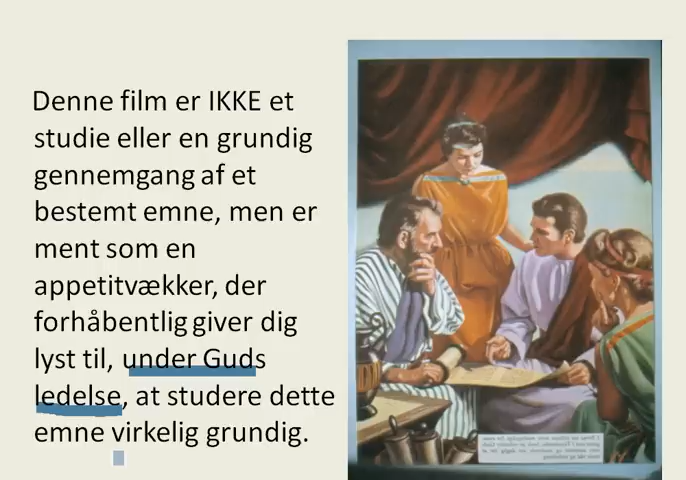 Denne film er IKKE et
studie eller en grundig
gennemgang af et
bestemt emne, men er
ment som en
appetitvækker, der
forhåbentlig giver dig
lyst til, under Guds
ledelse, at studere dette
emne virkelig grundig.